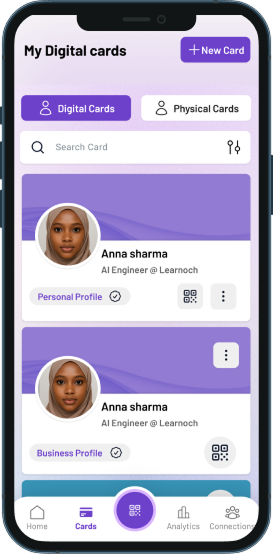 My Digital cards
New Card
Digital Cards
Physical Cards
Search Card
Anna sharma
AI Engineer @ Learnoch
Personal Profile
Anna sharma
AI Engineer @ Learnoch
Business Profile
Home
Cards
Analytics
Connections